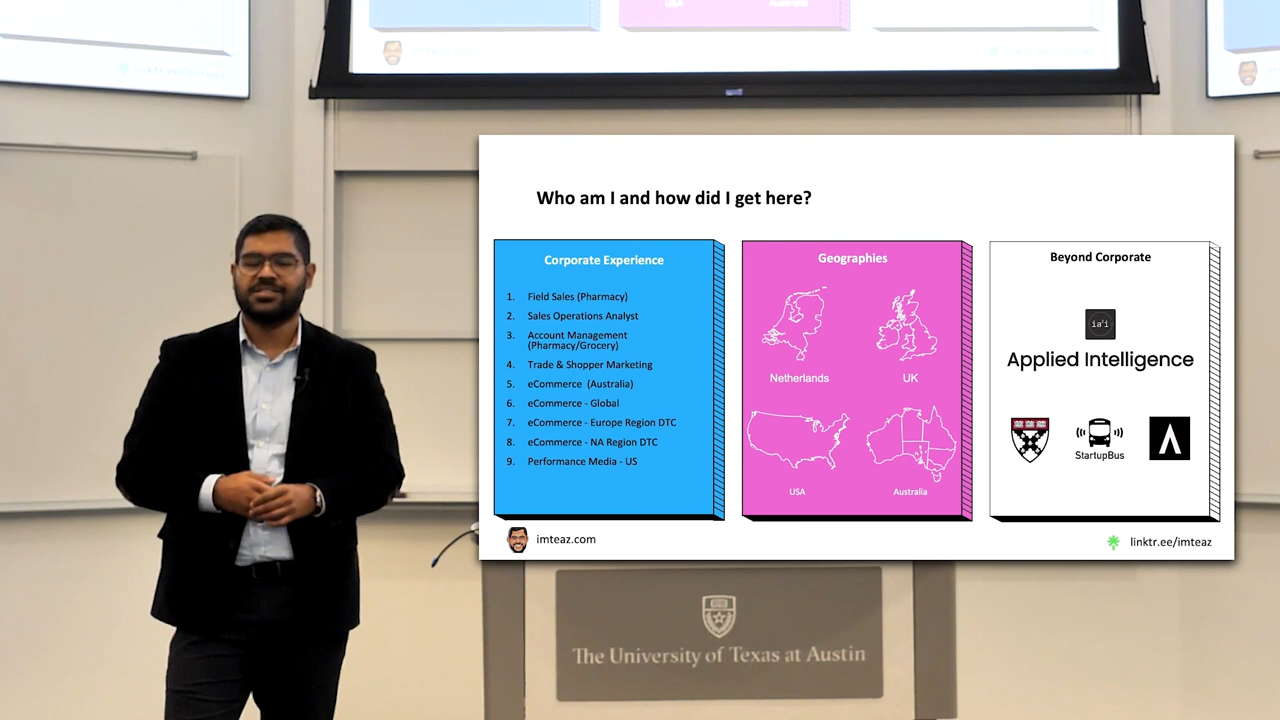 USA
linktree/imteaz
Who am I and how did I get here?
Corporate Experience
1. Field Sales (Pharmacy)
2. Sales Operations Analyst
3. Account Management
(Pharmacy/Grocery)
4. Trade & Shopper Marketing
5. eCommerce (Australia)
6. eCommerce - Global
7. eCommerce - Europe Region DTC
8. eCommerce - NA Region DTC
9. Performance Media - US
Geographies
Netherlands
UK
USA
Australia
Beyond Corporate
ia'i
Applied Intelligence
StartupBus
imteaz.com
linktr.ee/imteaz
The University of Texas at Austin